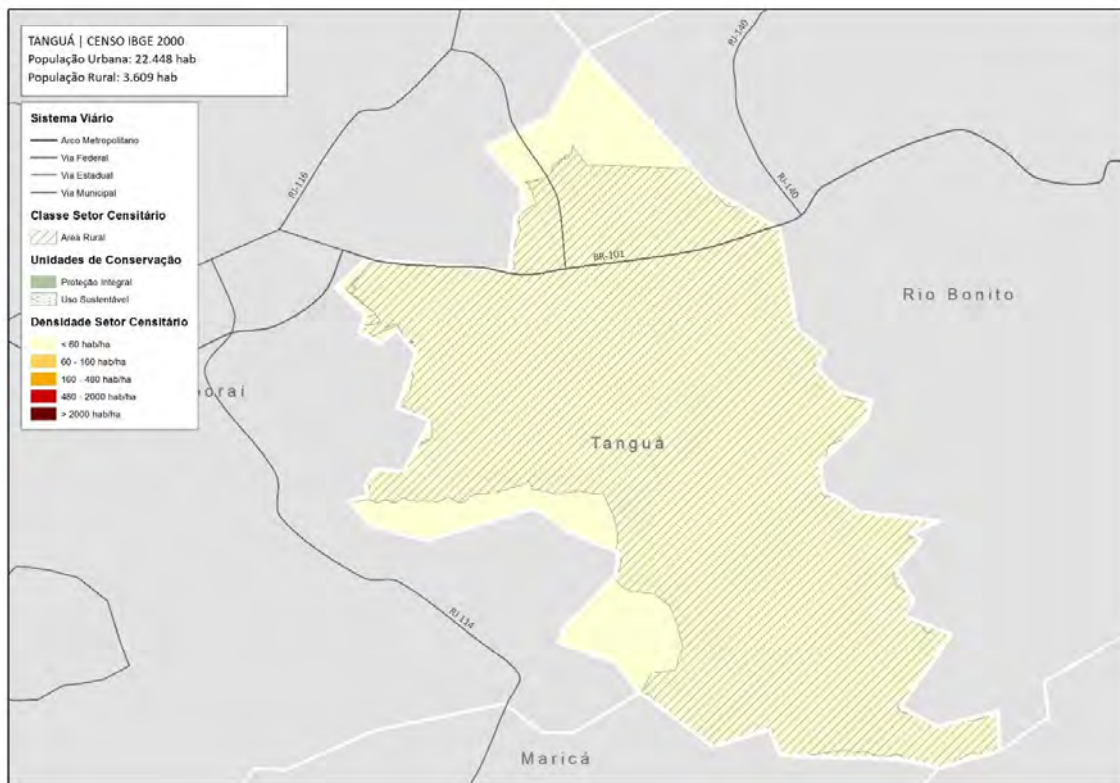 TANGUÁ | CENSO IBGE 2000
População Urbana: 22.448 hab
População Rural: 3.609 hab
Sistema Viário
Arco Metropolitano
Via Federal
Via Estadual
Via Municipal
Classe Setor Censitário
Area Rural
Unidades de Conservação
Proteção Integral
Uso Sustentável
Densidade Setor Censitário
< 60 hab/ha
60 - 160 hab/ha
160 - 480 hab/ha
480 - 2000 hab/ha
> 2000 hab/ha
RJ-116
RJ-140
RJ-140
BR-101
Rio Bonito
oraí
Tanguá
RJ-114
Maricá